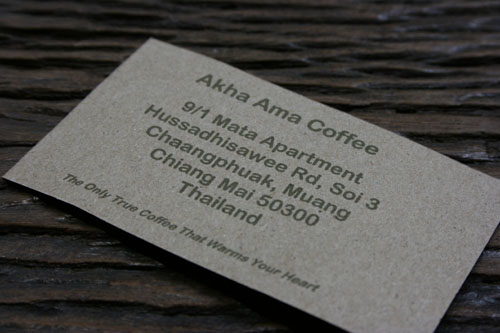 Akha Ama Coffee
9/1 Mata Apartment
Hussadhisawee Rd, Soi 3
Chaangphuak, Muang
Chiang Mai 50300
Thailand
The Only True Coffee That Warms Your Heart